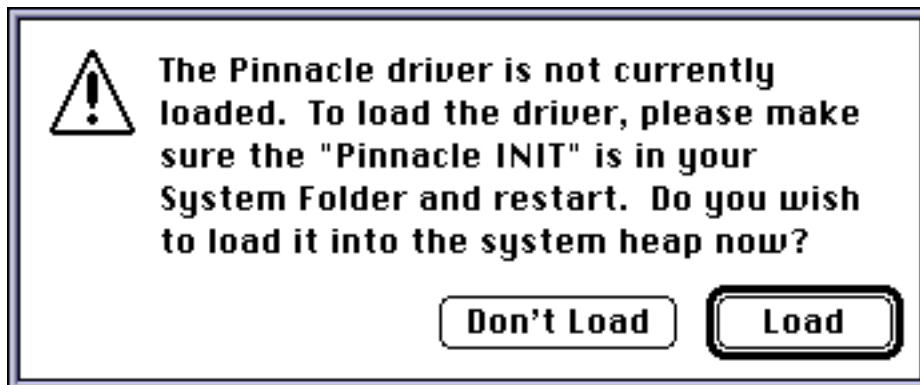 The Pinnacle driver is not currently
loaded.  To load the driver, please make
sure the "Pinnacle INIT" is in your
System Folder and restart.  Do you wish
to load it into the system heap now?
Don't Load
Load